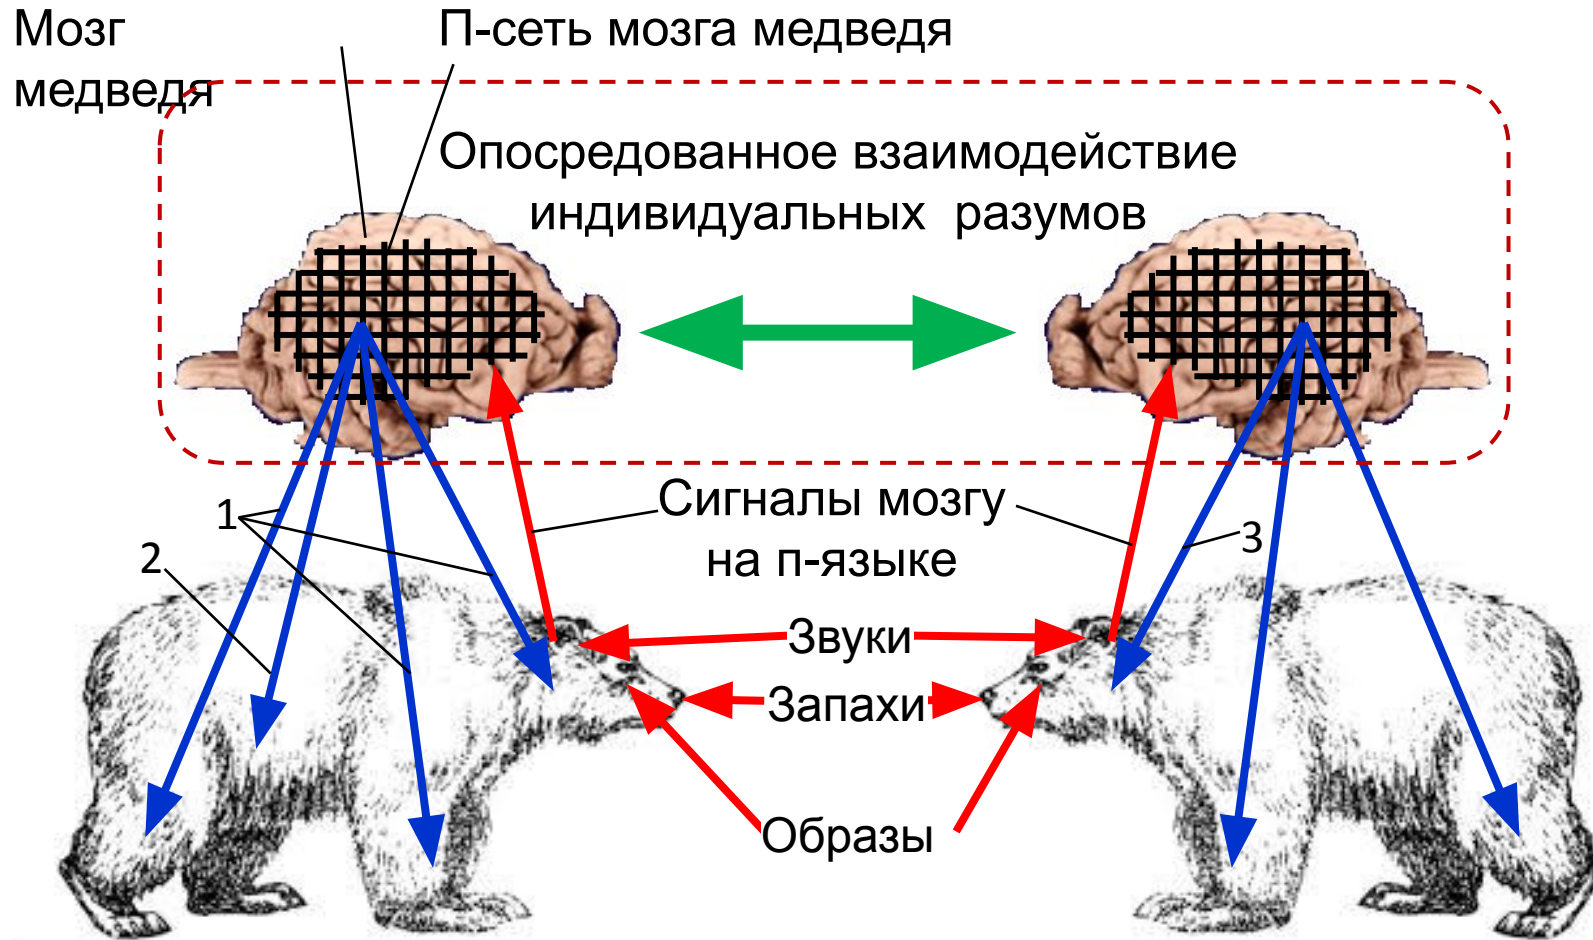 Мозг
медведя
П-сеть мозга медведя
Опосредованное взаимодействие
индивидуальных разумов
1
2
Сигналы мозгу
на п-языке
3
Звуки
Запахи
Образы